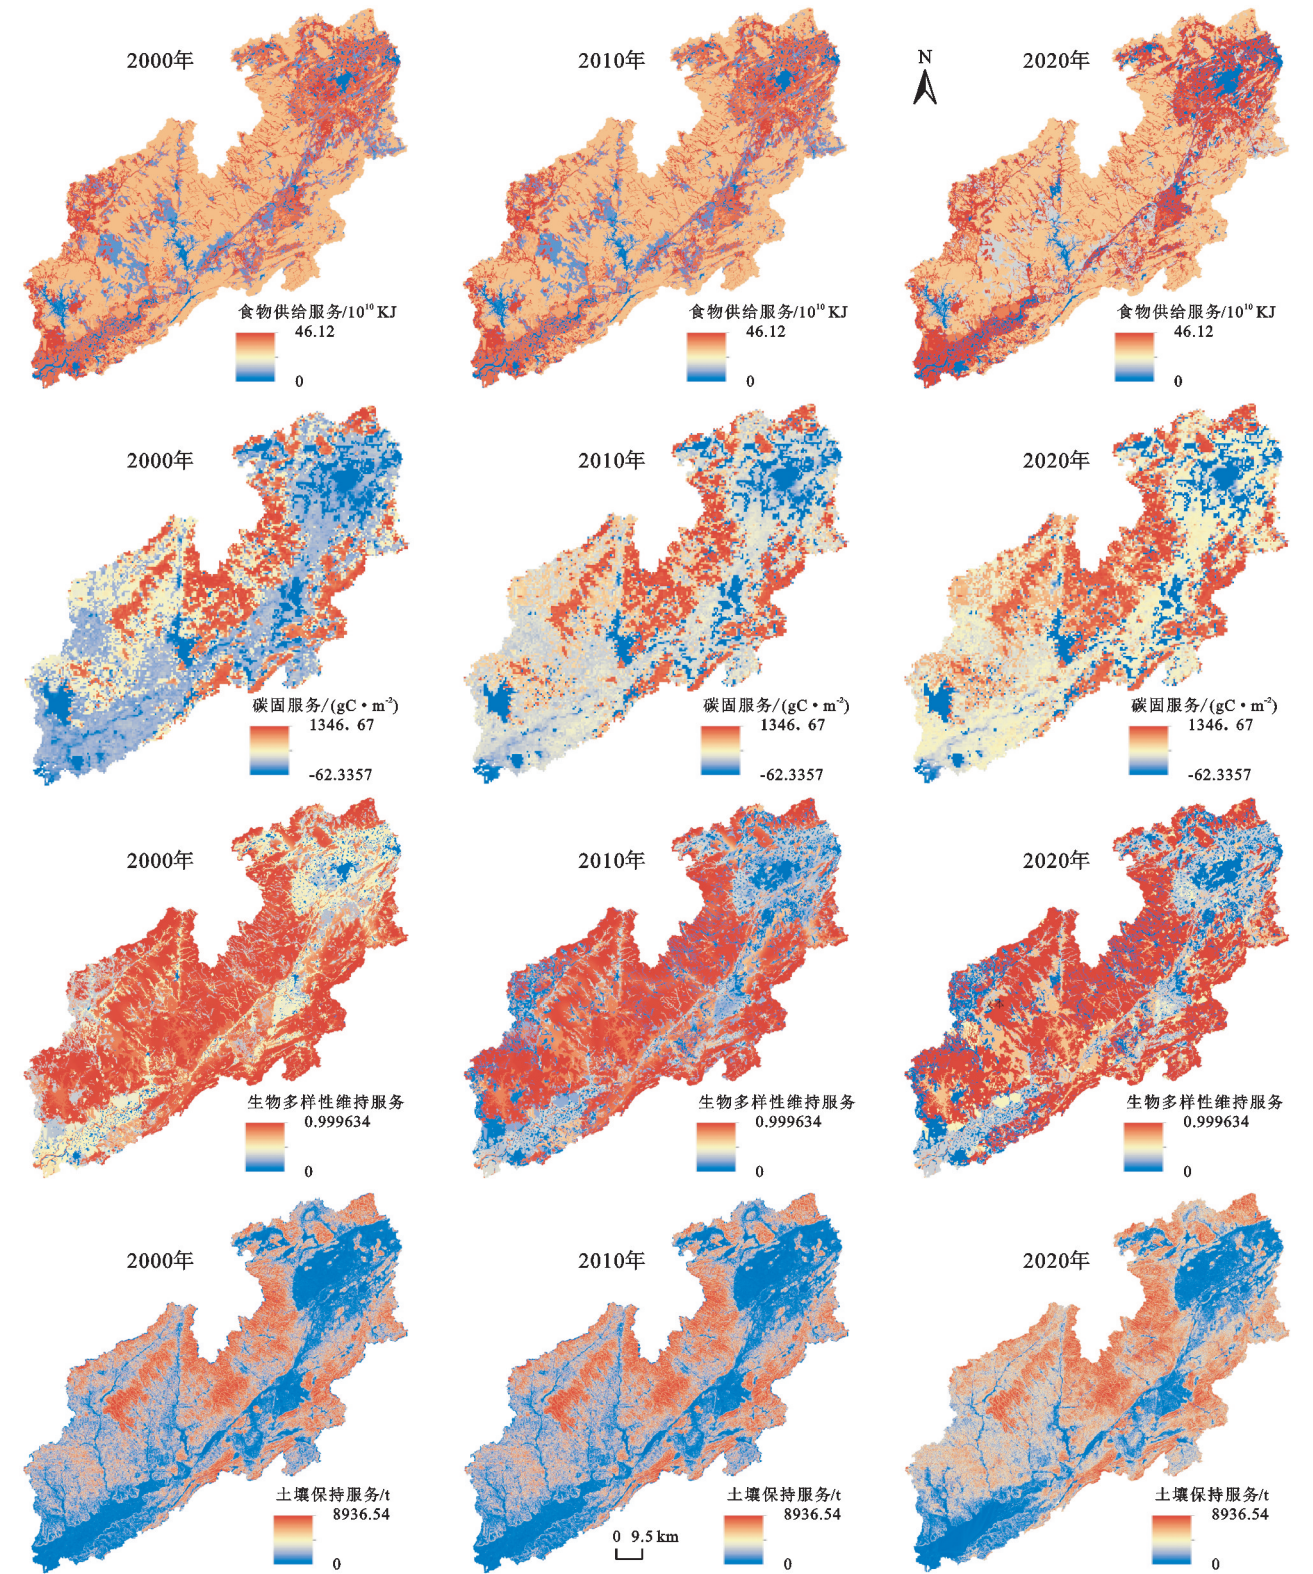 2000年
2010年
N
2020年
食物供给服务/10¹⁰ KJ
46.12
0
食物供给服务/10¹⁰ KJ
46.12
0
食物供给服务/10¹⁰ KJ
46.12
0
2000年
2010年
2020年
碳固服务/(gC·m⁻²)
1346. 67
-62.3357
碳固服务/(gC·m⁻²)
1346. 67
-62.3357
碳固服务/(gC·m⁻²)
1346. 67
-62.3357
2000年
2010年
2020年
生物多样性维持服务
0.999634
0
生物多样性维持服务
0.999634
0
生物多样性维持服务
0.999634
0
2000年
2010年
2020年
土壤保持服务/t
8936.54
0
土壤保持服务/t
8936.54
0
0 9.5 km
土壤保持服务/t
8936.54
0